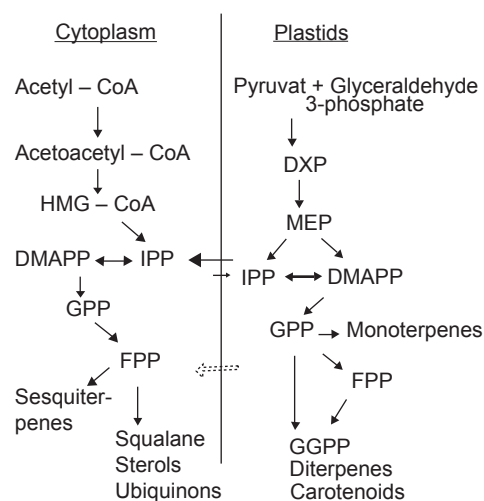 Cytoplasm
Acetyl – CoA
Acetoacetyl – CoA
HMG – CoA
DMAPP
IPP
GPP
FPP
Sesquiter-
penes
Squalane
Sterols
Ubiquinons
Plastids
Pyruvat + Glyceraldehyde
3-phosphate
DXP
MEP
IPP
DMAPP
GPP
Monoterpenes
FPP
GGPP
Diterpenes
Carotenoids